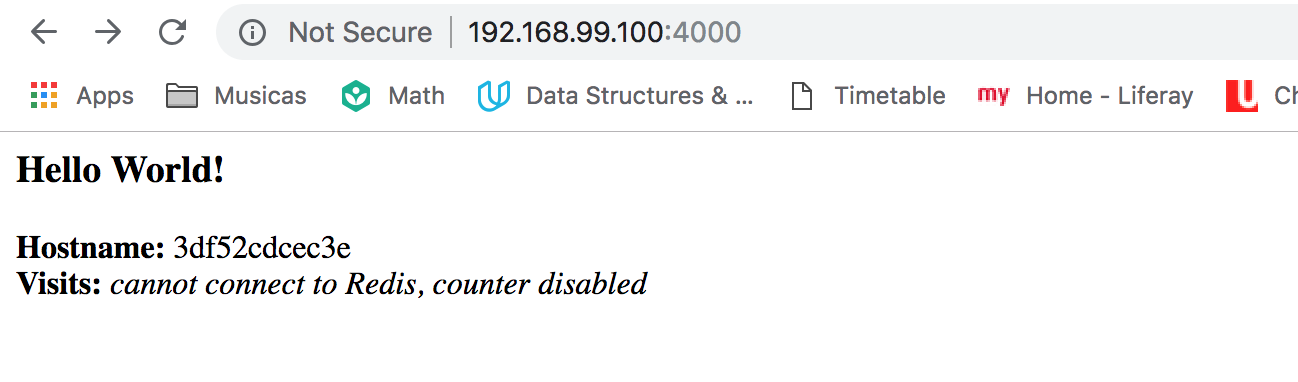 Not Secure | 192.168.99.100:4000
Apps Musicas Math Data Structures & ... Timetable my Home - Liferay Ch
Hello World!
Hostname: 3df52cdcec3e
Visits: cannot connect to Redis, counter disabled